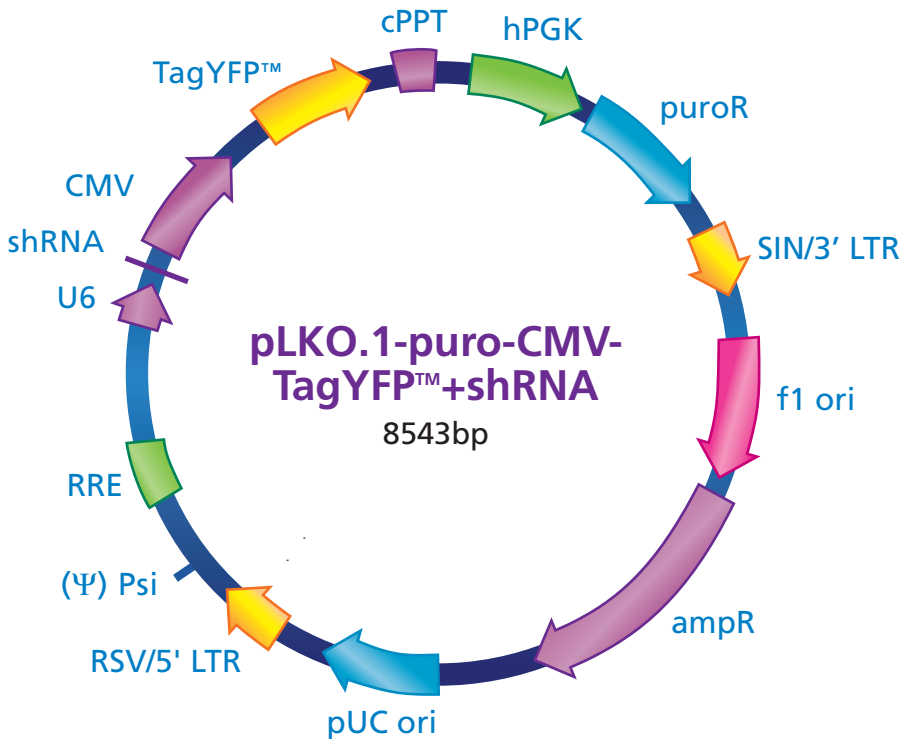 cPPT
hPGK
TagYFP™
puroR
CMV
shRNA
SIN/3’ LTR
U6
pLKO.1-puro-CMV-
TagYFP™+shRNA
8543bp
f1 ori
RRE
(Ψ) Psi
ampR
RSV/5' LTR
pUC ori